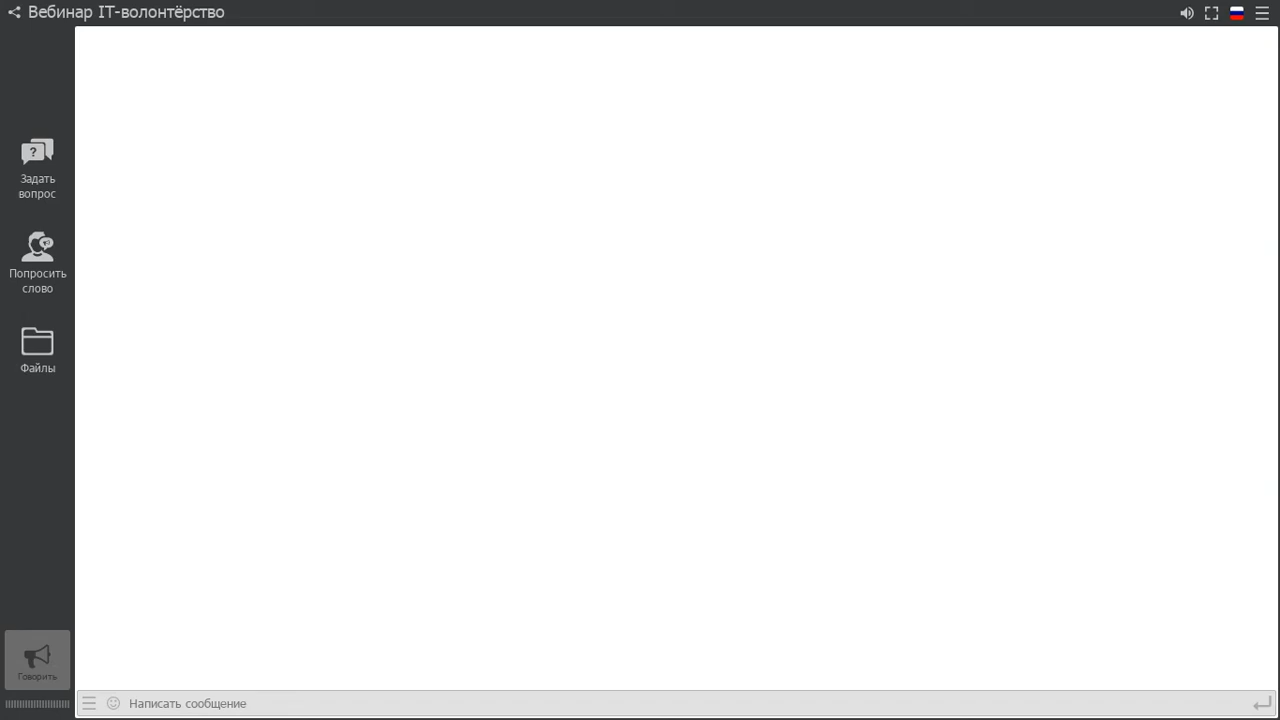 Вебинар IT-волонтёрство
Задать
вопрос
Попросить
слово
Файлы
Говорить
Написать сообщение